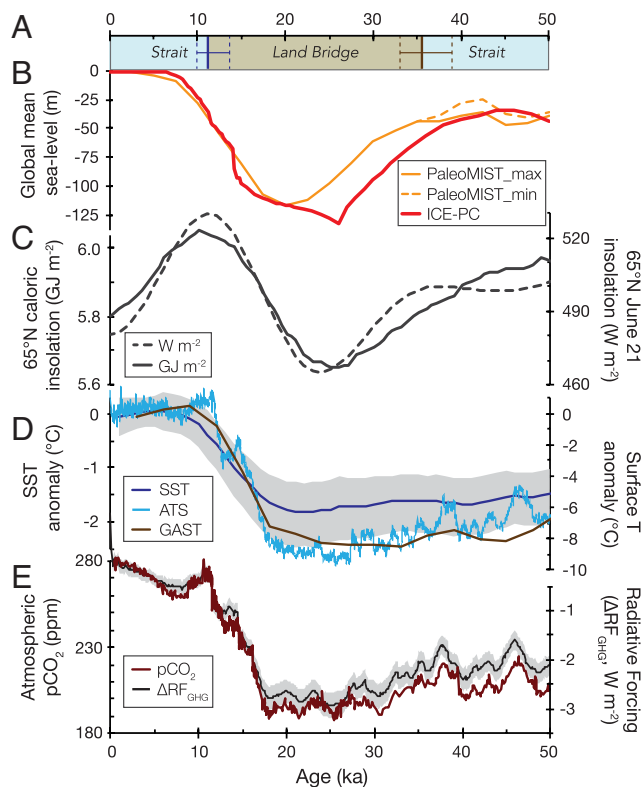 0 10 20 30 40 50
A
Strait Land Bridge Strait
B
Global mean
sea-level (m)
0
-25
-50
-75
-100
-125
PaleoMIST_max
PaleoMIST_min
ICE-PC
C
65°N caloric
insolation (GJ m-2)
6.0
5.8
5.6
W m-2
GJ m-2
510
490
460
65°N June 21
insolation (W m-2)
D
SST
anomaly (°C)
0
-1
-2
SST
ATS
GAST
0
-2
-4
-6
-8
-10
Surface T
anomaly (°C)
E
Atmospheric
pCO2 (ppm)
280
230
180
pCO2
ΔRFGHG
-1
-2
-3
Radiative Forcing
(ΔRFGHG, W m-2)
0 10 20 30 40 50
Age (ka)